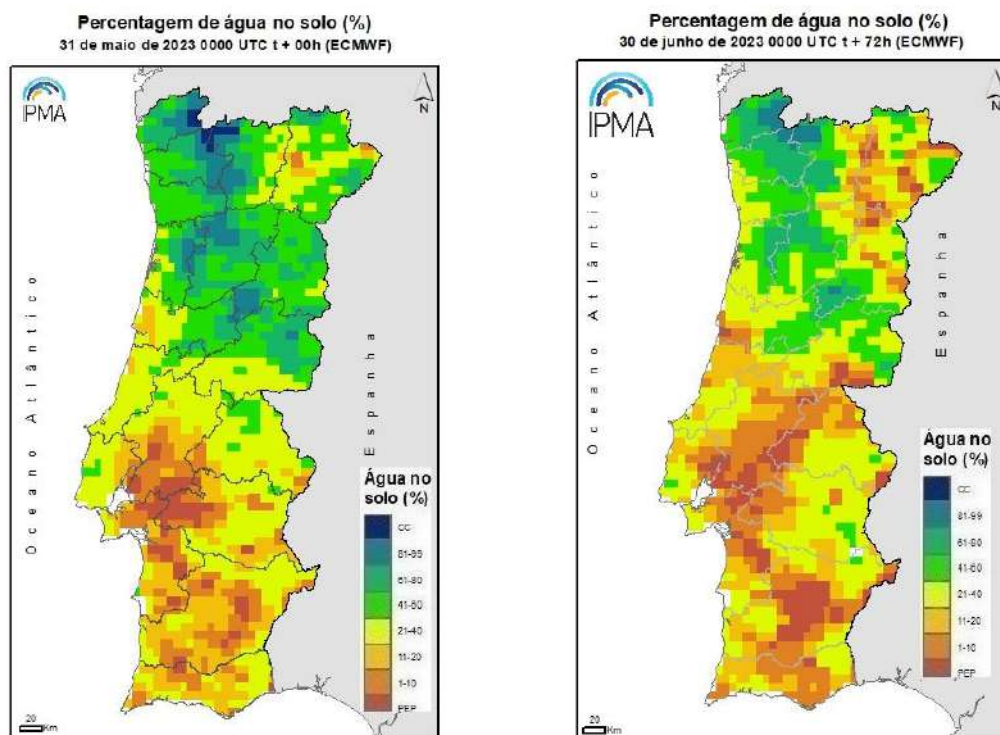 Percentagem de água no solo (%)
31 de maio de 2023 0000 UTC t + 00h (ECMWF)
IPMA
N
Oceano Atlântico
Espanha
Água no
solo (%)
CC
81-99
61-80
41-60
21-40
11-20
1-10
PEP
20
Km
Percentagem de água no solo (%)
30 de junho de 2023 0000 UTC t + 72h (ECMWF)
IPMA
N
Oceano Atlântico
Espanha
Água no
solo (%)
CC
81-99
61-80
41-60
21-40
11-20
1-10
PEP
20
Km